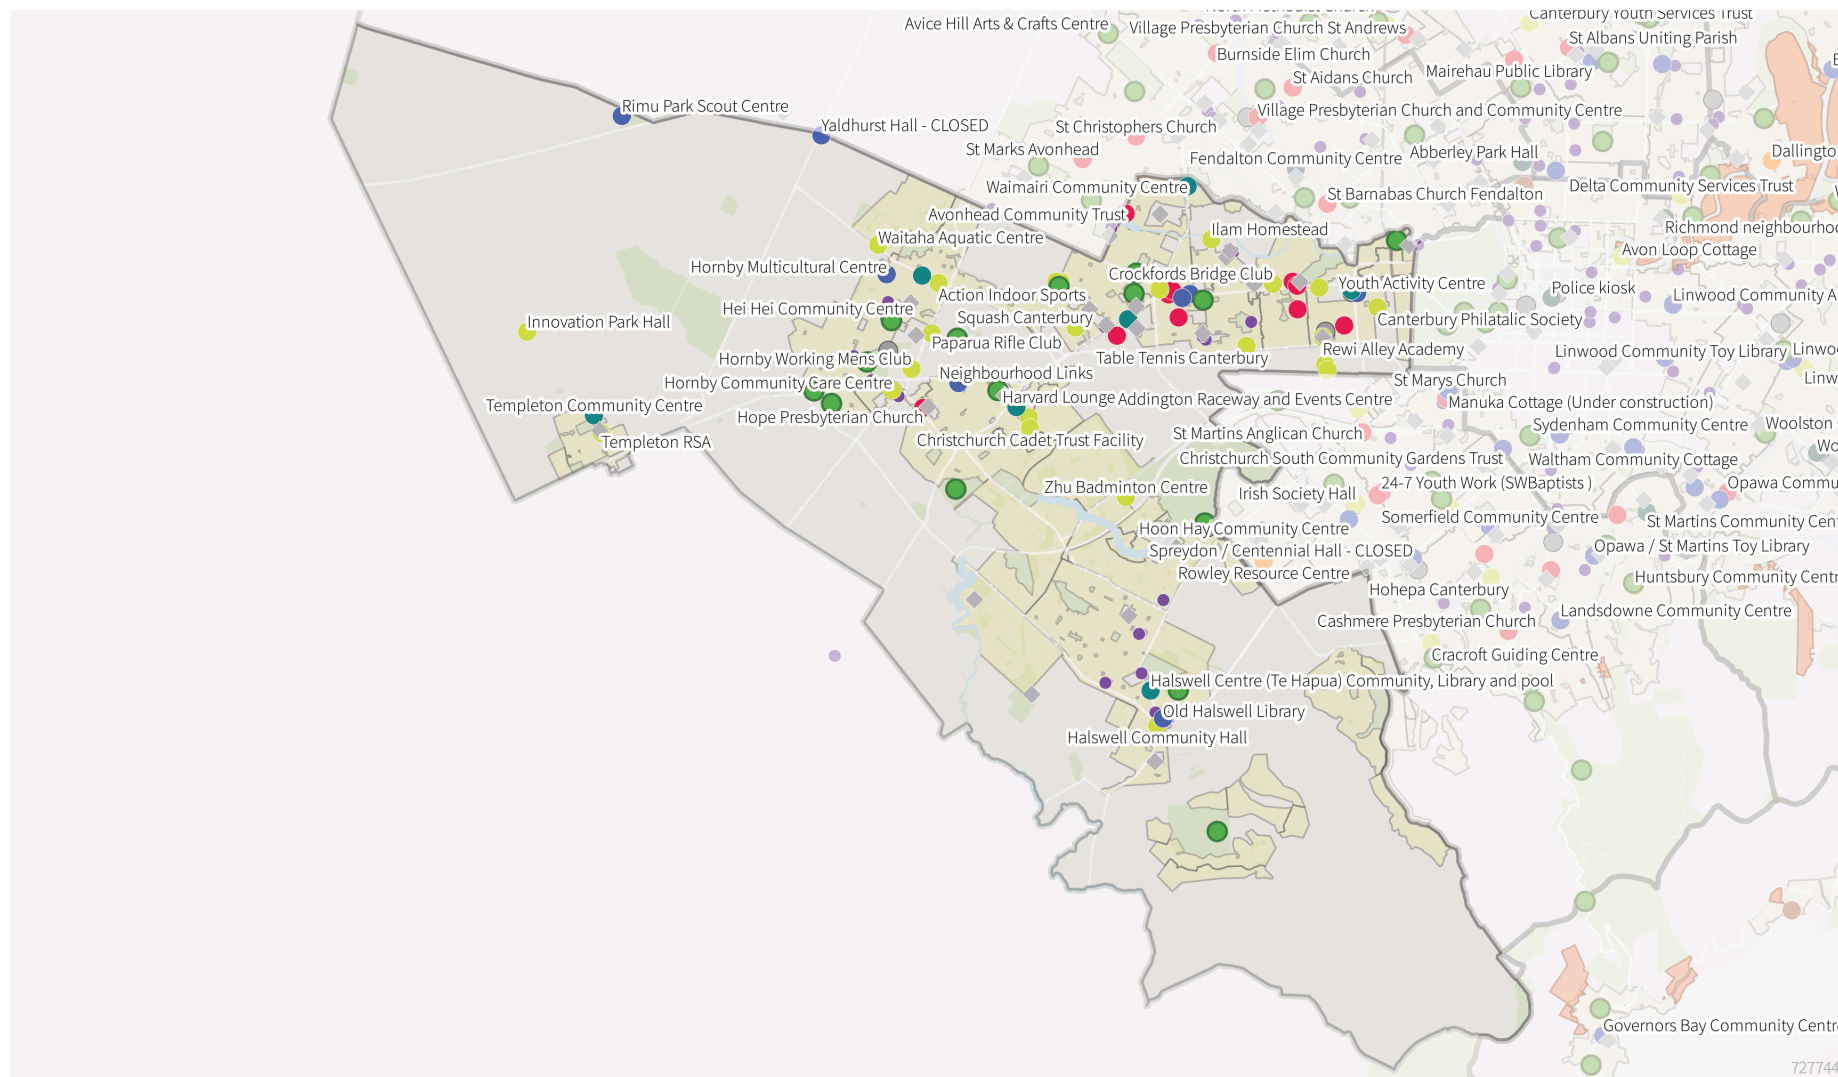 North Methodist Church
Canterbury Youth Services Trust
Avice Hill Arts & Crafts Centre
Village Presbyterian Church St Andrews
St Albans Uniting Parish
Burnside Elim Church
Mairehau Public Library
St Aidans Church
Rimu Park Scout Centre
Village Presbyterian Church and Community Centre
Yaldhurst Hall - CLOSED
St Christophers Church
St Marks Avonhead
Fendalton Community Centre
Abberley Park Hall
Dallingto
Waimairi Community Centre
St Barnabas Church Fendalton
Delta Community Services Trust
Avonhead Community Trust
Ilam Homestead
Richmond neighbourhoo
Waitaha Aquatic Centre
Avon Loop Cottage
Hornby Multicultural Centre
Crockfords Bridge Club
Youth Activity Centre
Police kiosk
Action Indoor Sports
Linwood Community A
Hei Hei Community Centre
Squash Canterbury
Canterbury Philatalic Society
Innovation Park Hall
Paparua Rifle Club
Rewi Alley Academy
Linwood Community Toy Library
Linwo
Hornby Working Mens Club
Table Tennis Canterbury
Neighbourhood Links
Linw
Hornby Community Care Centre
St Marys Church
Harvard Lounge
Addington Raceway and Events Centre
Manuka Cottage (Under construction)
Templeton Community Centre
Hope Presbyterian Church
Sydenham Community Centre
Woolston
Templeton RSA
Christchurch Cadet Trust Facility
St Martins Anglican Church
Wo
Christchurch South Community Gardens Trust
Waltham Community Cottage
Zhu Badminton Centre
24-7 Youth Work (SWBaptists )
Opawa Commu
Irish Society Hall
Somerfield Community Centre
St Martins Community Cent
Hoon Hay Community Centre
Spreydon / Centennial Hall - CLOSED
Opawa / St Martins Toy Library
Rowley Resource Centre
Huntsbury Community Centr
Hohepa Canterbury
Landsdowne Community Centre
Cashmere Presbyterian Church
Cracroft Guiding Centre
Halswell Centre (Te Hapua) Community, Library and pool
Old Halswell Library
Halswell Community Hall
Governors Bay Community Centr
727744